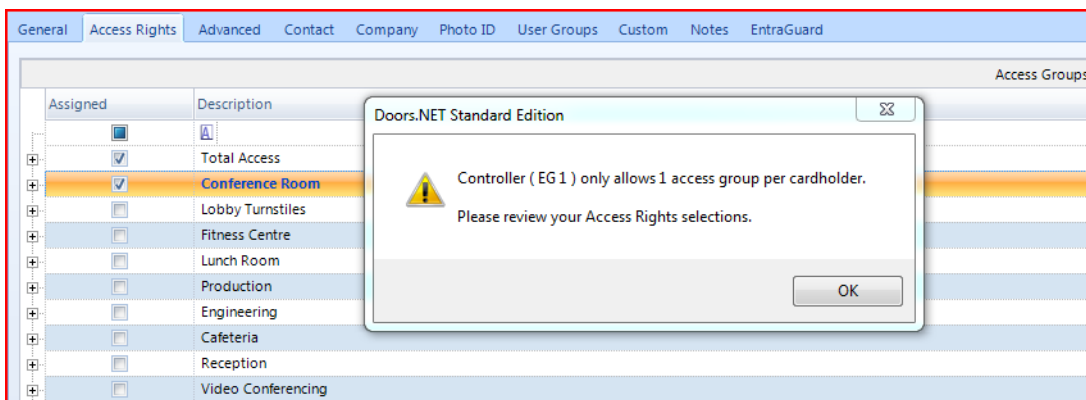 General Access Rights Advanced Contact Company Photo ID User Groups Custom Notes EntraGuard
Access Groups
Assigned Description
A
Total Access
Conference Room
Lobby Turnstiles
Fitness Centre
Lunch Room
Production
Engineering
Cafeteria
Reception
Video Conferencing
Doors.NET Standard Edition
Controller ( EG 1 ) only allows 1 access group per cardholder.
Please review your Access Rights selections.
OK